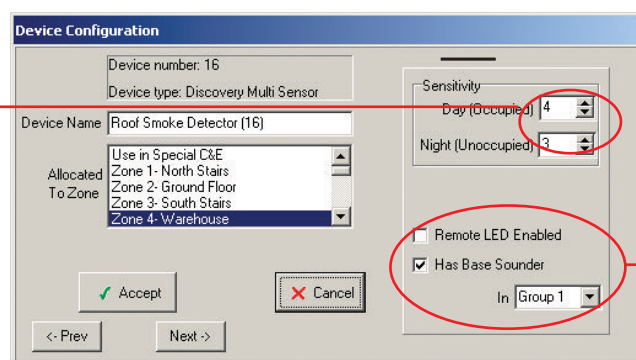 Device Configuration
Device number: 16
Device type: Discovery Multi Sensor
Device Name Roof Smoke Detector (16)
Allocated To Zone
Use in Special C&E
Zone 1- North Stairs
Zone 2- Ground Floor
Zone 3- South Stairs
Zone 4- Warehouse
Accept
Cancel
<- Prev
Next ->
Sensitivity
Day (Occupied) 4
Night (Unoccupied) 3
Remote LED Enabled
Has Base Sounder
In Group 1